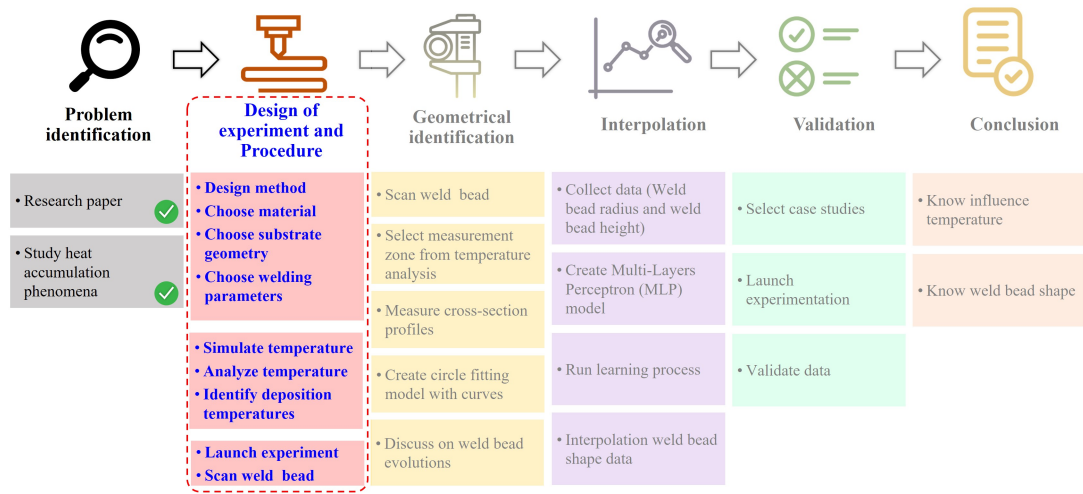 Problem
identification
Design of
experiment and
Procedure
Geometrical
identification
Interpolation
Validation
Conclusion
• Research paper
• Study heat
accumulation
phenomena
• Design method
• Choose material
• Choose substrate
geometry
• Choose welding
parameters
• Simulate temperature
• Analyze temperature
• Identify deposition
temperatures
• Launch experiment
• Scan weld bead
• Scan weld bead
• Select measurement
zone from temperature
analysis
• Measure cross-section
profiles
• Create circle fitting
model with curves
• Discuss on weld bead
evolutions
• Collect data (Weld
bead radius and weld
bead height)
• Create Multi-Layers
Perceptron (MLP)
model
• Run learning process
• Interpolation weld bead
shape data
• Select case studies
• Launch
experimentation
• Validate data
• Know influence
temperature
• Know weld bead shape